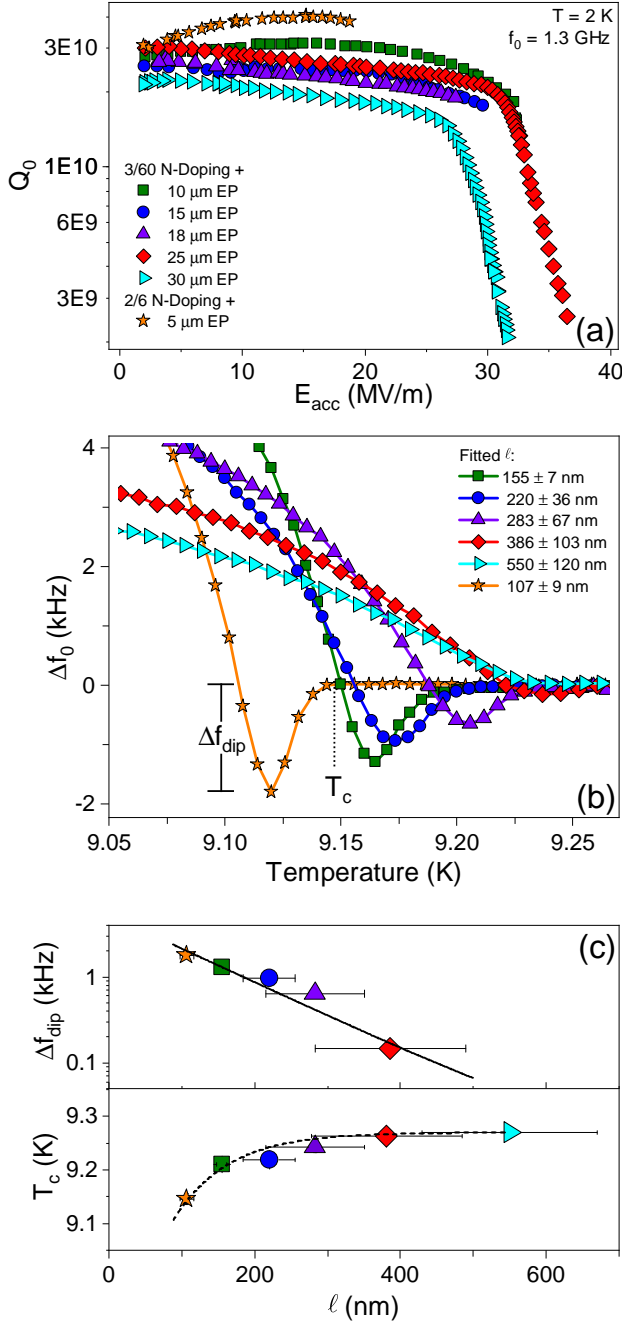 T = 2 K
f0 = 1.3 GHz
3E10
1E10
6E9
3E9
Q0
3/60 N-Doping +
10 μm EP
15 μm EP
18 μm EP
25 μm EP
30 μm EP
2/6 N-Doping +
5 μm EP
(a)
0 10 20 30 40
Eacc (MV/m)
4
2
0
-2
Δf0 (kHz)
Fitted ℓ:
155 ± 7 nm
220 ± 36 nm
283 ± 67 nm
386 ± 103 nm
550 ± 120 nm
107 ± 9 nm
Δfdip
Tc
(b)
9.05 9.10 9.15 9.20 9.25
Temperature (K)
(c)
1
0.1
Δfdip (kHz)
9.3
9.2
9.1
Tc (K)
0 200 400 600
ℓ (nm)